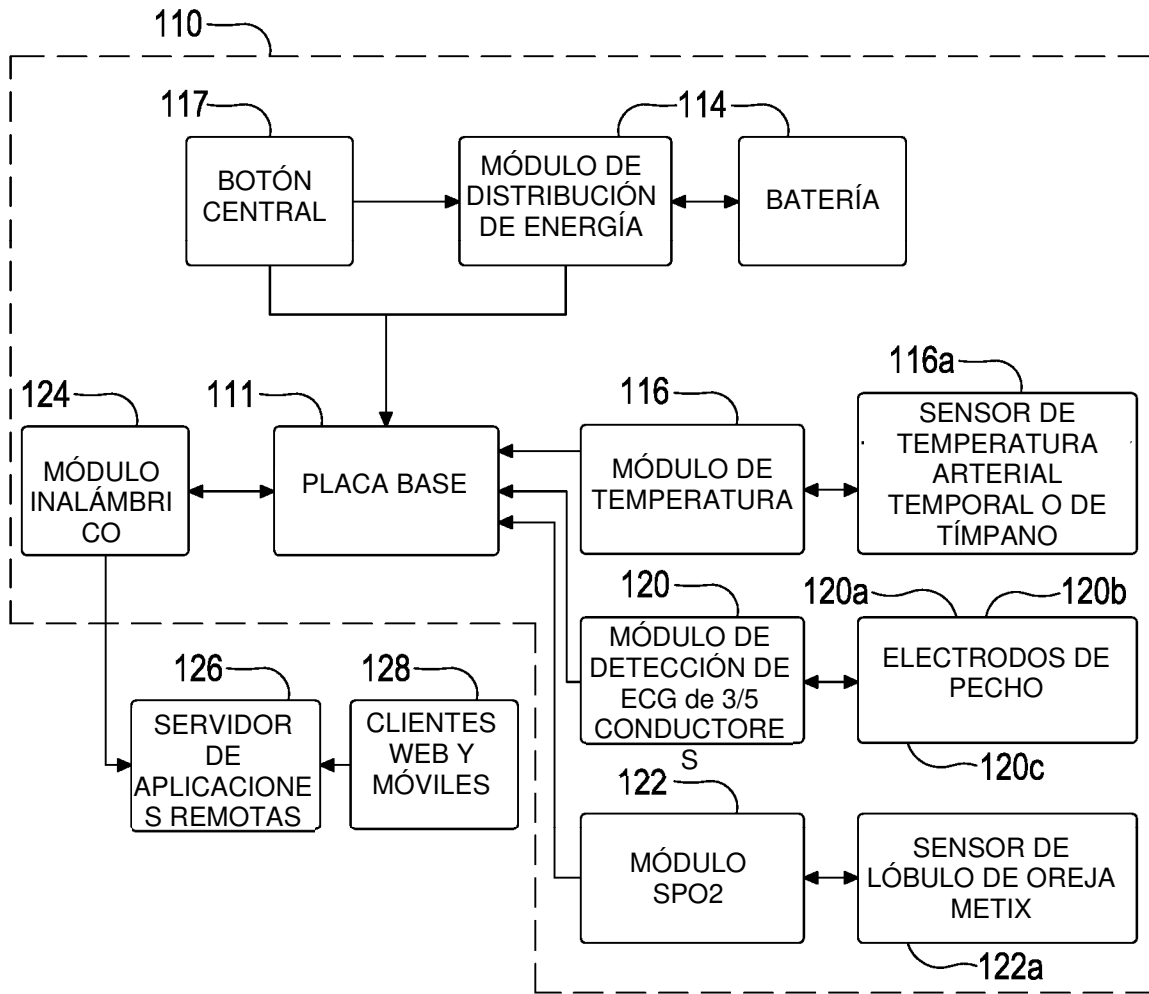 110
117
114
BOTÓN
CENTRAL
MÓDULO DE
DISTRIBUCIÓN
DE ENERGÍA
BATERÍA
124
111
116
116a
MÓDULO
INALÁMBRI
CO
PLACA BASE
MÓDULO DE
TEMPERATURA
SENSOR DE
TEMPERATURA
ARTERIAL
TEMPORAL O DE
TÍMPANO
120
120a
120b
MÓDULO DE
DETECCIÓN DE
ECG de 3/5
CONDUCTORE
S
ELECTRODOS DE
PECHO
120c
126
128
SERVIDOR
DE
APLICACIONE
S REMOTAS
CLIENTES
WEB Y
MÓVILES
122
MÓDULO
SPO2
SENSOR DE
LÓBULO DE OREJA
METIX
122a